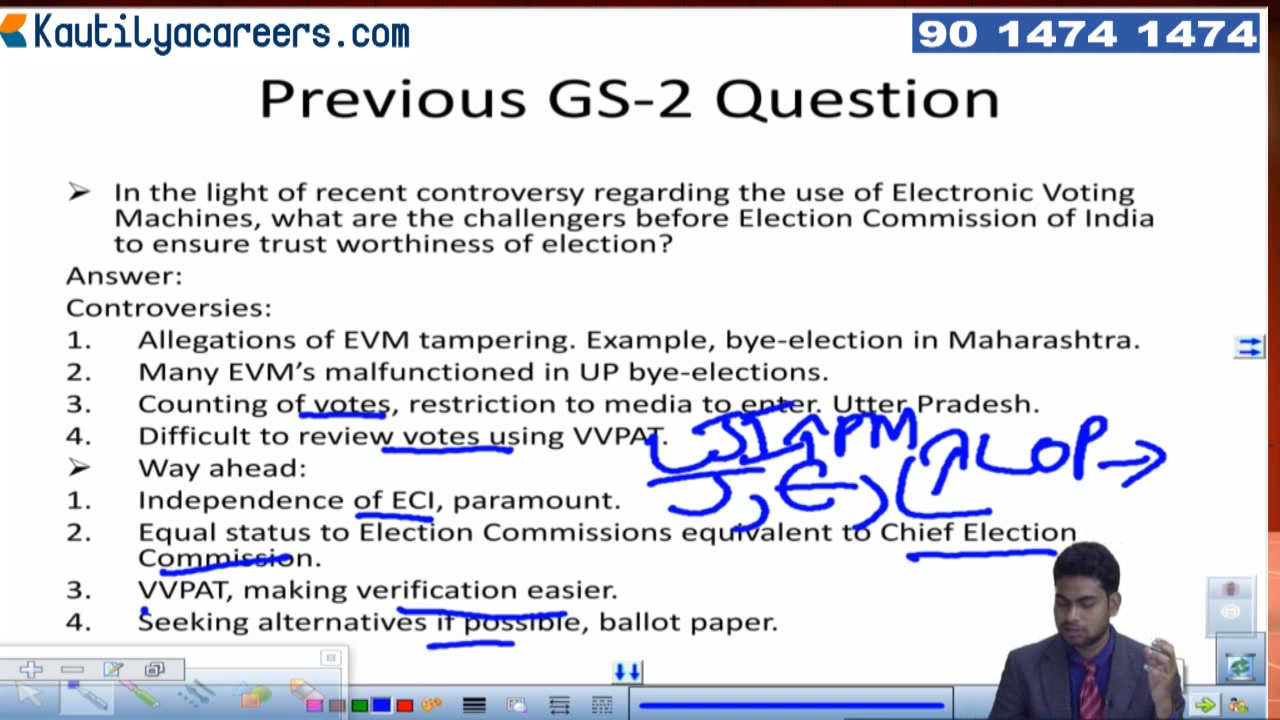 Kautilyacareers.com
90 1474 1474
Previous GS-2 Question
➢ In the light of recent controversy regarding the use of Electronic Voting
Machines, what are the challengers before Election Commission of India
to ensure trust worthiness of election?
Answer:
Controversies:
1. Allegations of EVM tampering. Example, bye-election in Maharashtra.
2. Many EVM's malfunctioned in UP bye-elections.
3. Counting of votes, restriction to media to enter. Utter Pradesh.
4. Difficult to review votes using VVPAT.
PM LOP
➢ Way ahead:
J, E, L
1. Independence of ECI, paramount.
2. Equal status to Election Commissions equivalent to Chief Election
Commission.
3. VVPAT, making verification easier.
4. Seeking alternatives if possible, ballot paper.